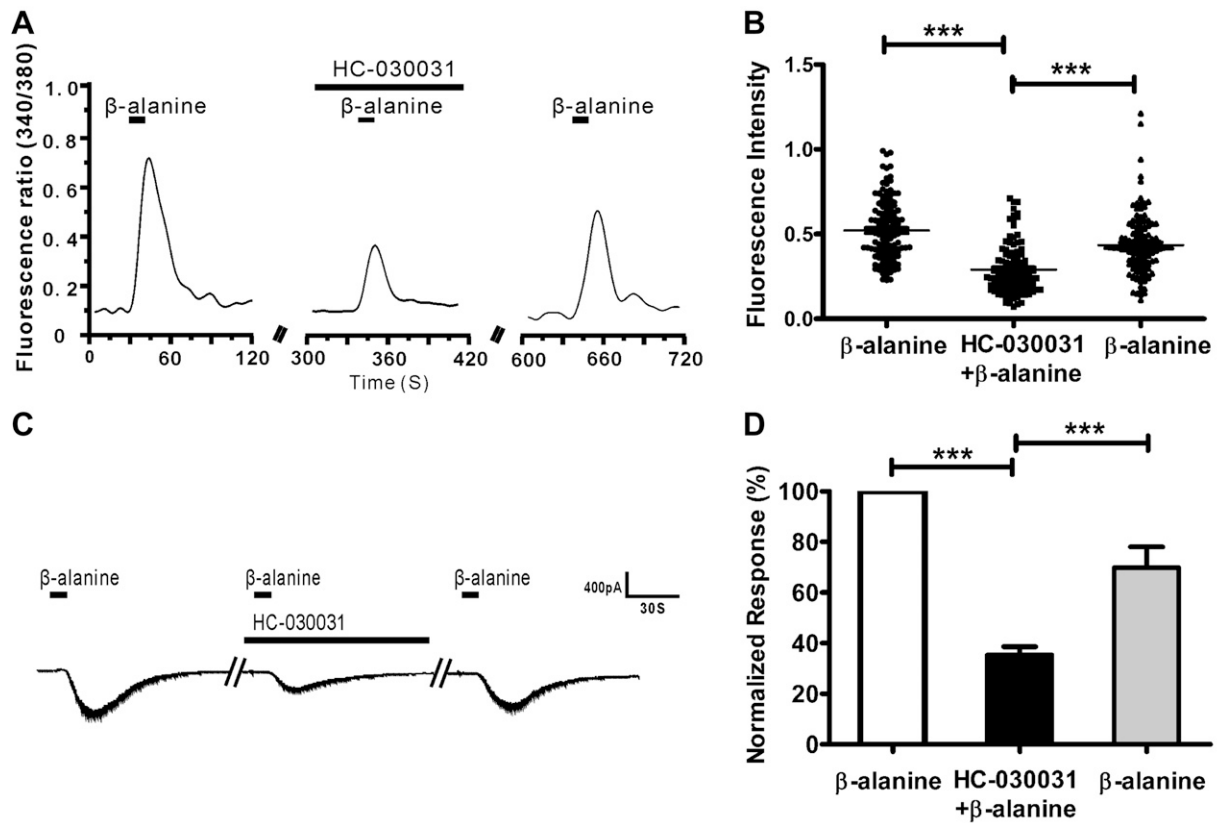 A
HC-030031
β-alanine β-alanine β-alanine
Fluorescence ratio (340/380)
1.0
0.8
0.6
0.4
0.2
0
0 60 120 300 360 420 600 660 720
Time (S)
B
*** ***
Fluorescence Intensity
1.5
1.0
0.5
0.0
β-alanine HC-030031 β-alanine
+β-alanine
C
β-alanine β-alanine β-alanine
HC-030031
400pA
30S
D
*** ***
Normalized Response (%)
100
80
60
40
20
0
β-alanine HC-030031 β-alanine
+β-alanine